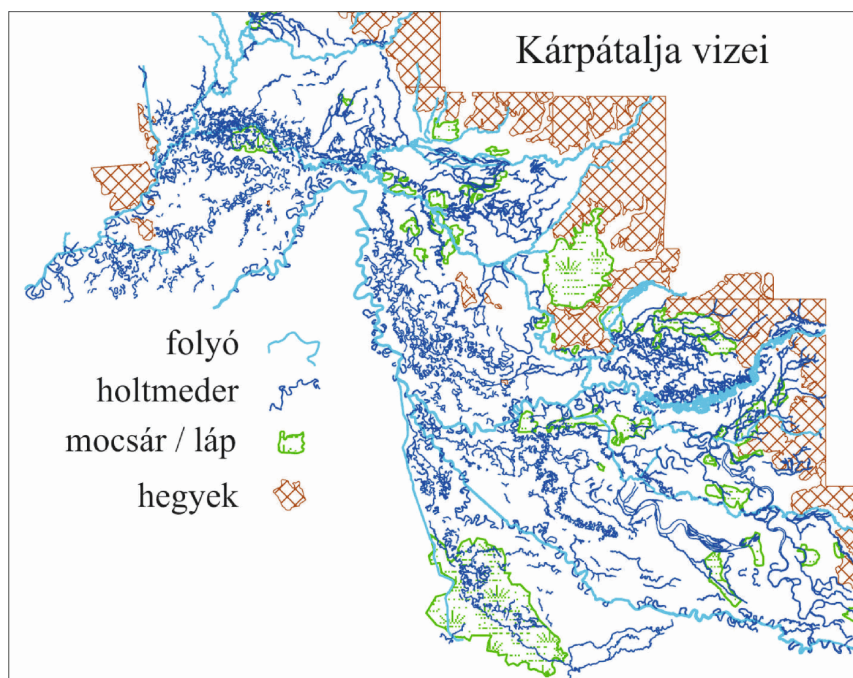 Kárpátalja vizei
folyó
holtmeder
mocsár / láp
hegyek